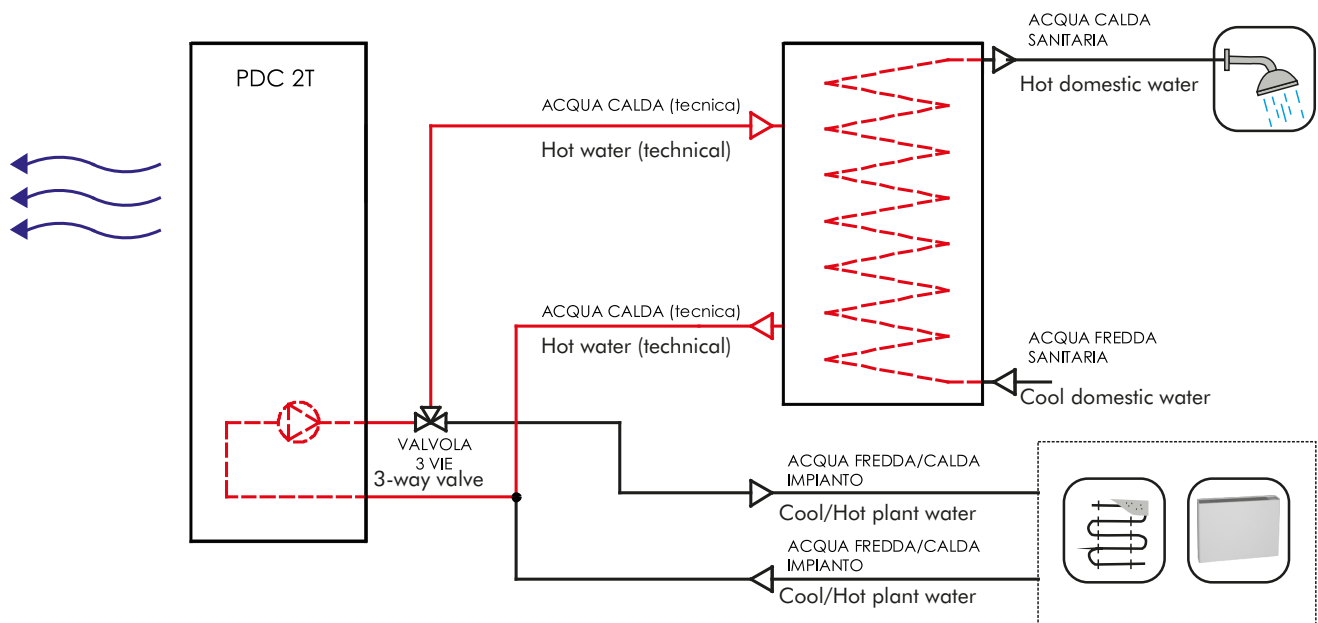 PDC 2T
ACQUA CALDA (tecnica)
Hot water (technical)
ACQUA CALDA (tecnica)
Hot water (technical)
ACQUA CALDA
SANITARIA
Hot domestic water
ACQUA FREDDA
SANITARIA
Cool domestic water
VALVOLA
3 VIE
3-way valve
ACQUA FREDDA/CALDA
IMPIANTO
Cool/Hot plant water
ACQUA FREDDA/CALDA
IMPIANTO
Cool/Hot plant water